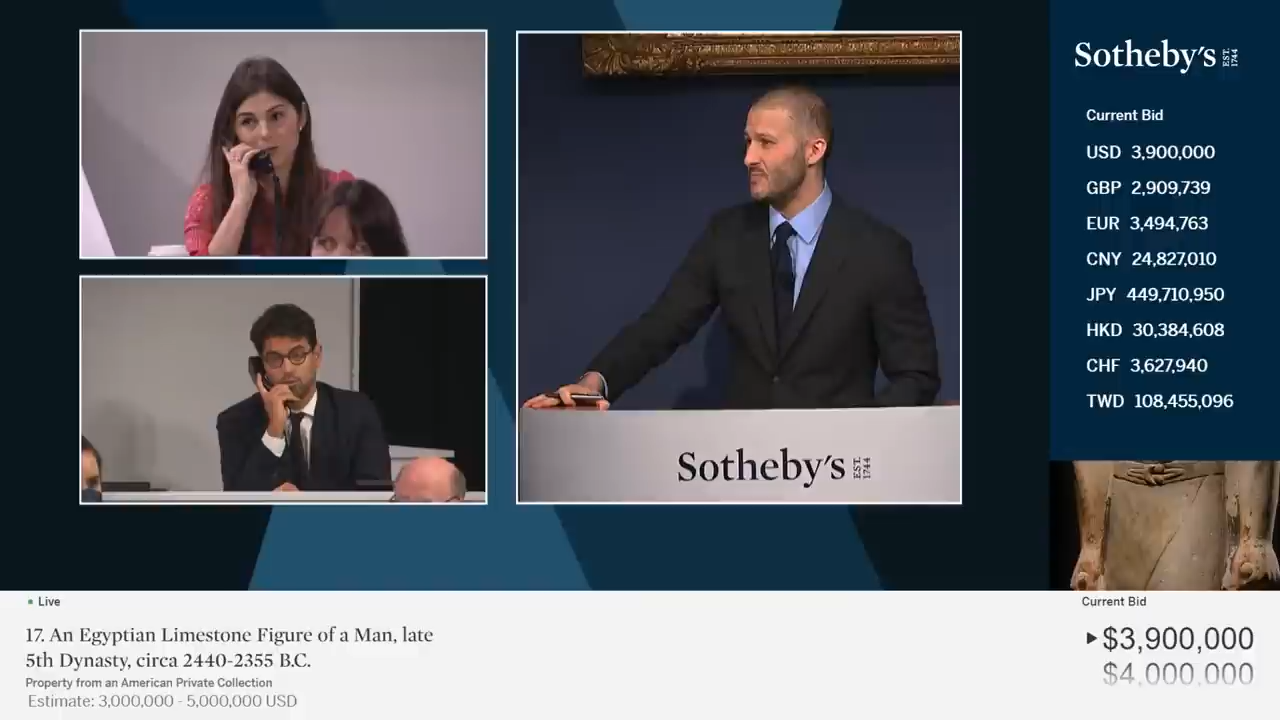 Sotheby's EST. 1744
Current Bid
USD 3,900,000
GBP 2,909,739
EUR 3,494,763
CNY 24,827,010
JPY 449,710,950
HKD 30,384,608
CHF 3,627,940
TWD 108,455,096
Sotheby's EST. 1744
Live
17. An Egyptian Limestone Figure of a Man, late
5th Dynasty, circa 2440-2355 B.C.
Property from an American Private Collection
Estimate: 3,000,000 - 5,000,000 USD
Current Bid
$3,900,000
$4,000,000